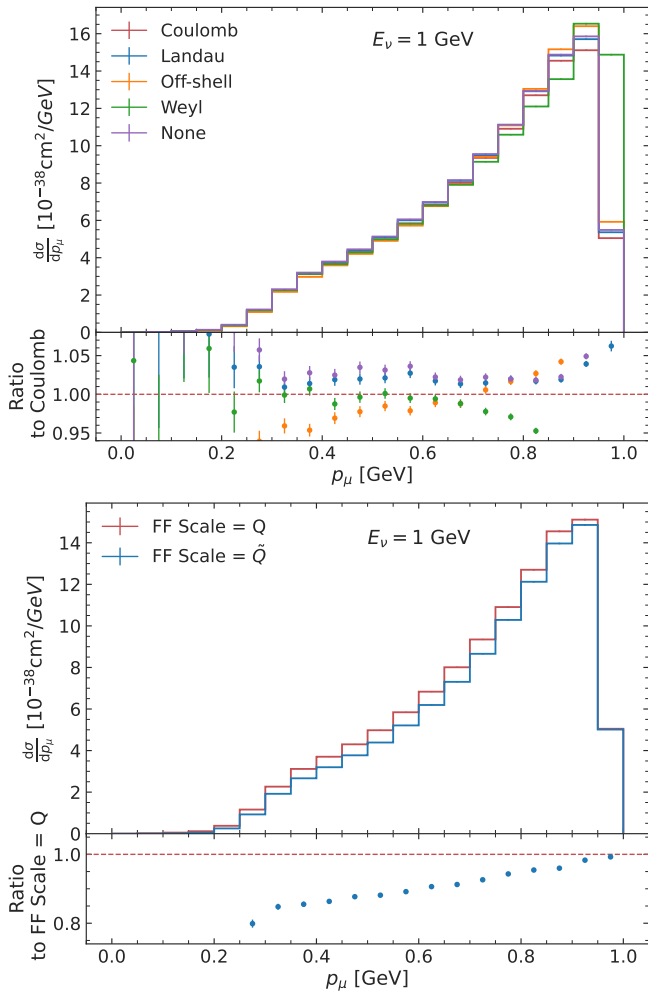 Coulomb
Landau
Off-shell
Weyl
None
E_ν = 1 GeV
16
14
12
10
8
6
4
2
0
dσ/dp_μ [10^{-38}cm^2/GeV]
1.05
1.00
0.95
Ratio
to Coulomb
0.0 0.2 0.4 0.6 0.8 1.0
p_μ [GeV]
FF Scale = Q
FF Scale = Q̃
E_ν = 1 GeV
14
12
10
8
6
4
2
0
dσ/dp_μ [10^{-38}cm^2/GeV]
1.0
0.8
Ratio
to FF Scale = Q
0.0 0.2 0.4 0.6 0.8 1.0
p_μ [GeV]